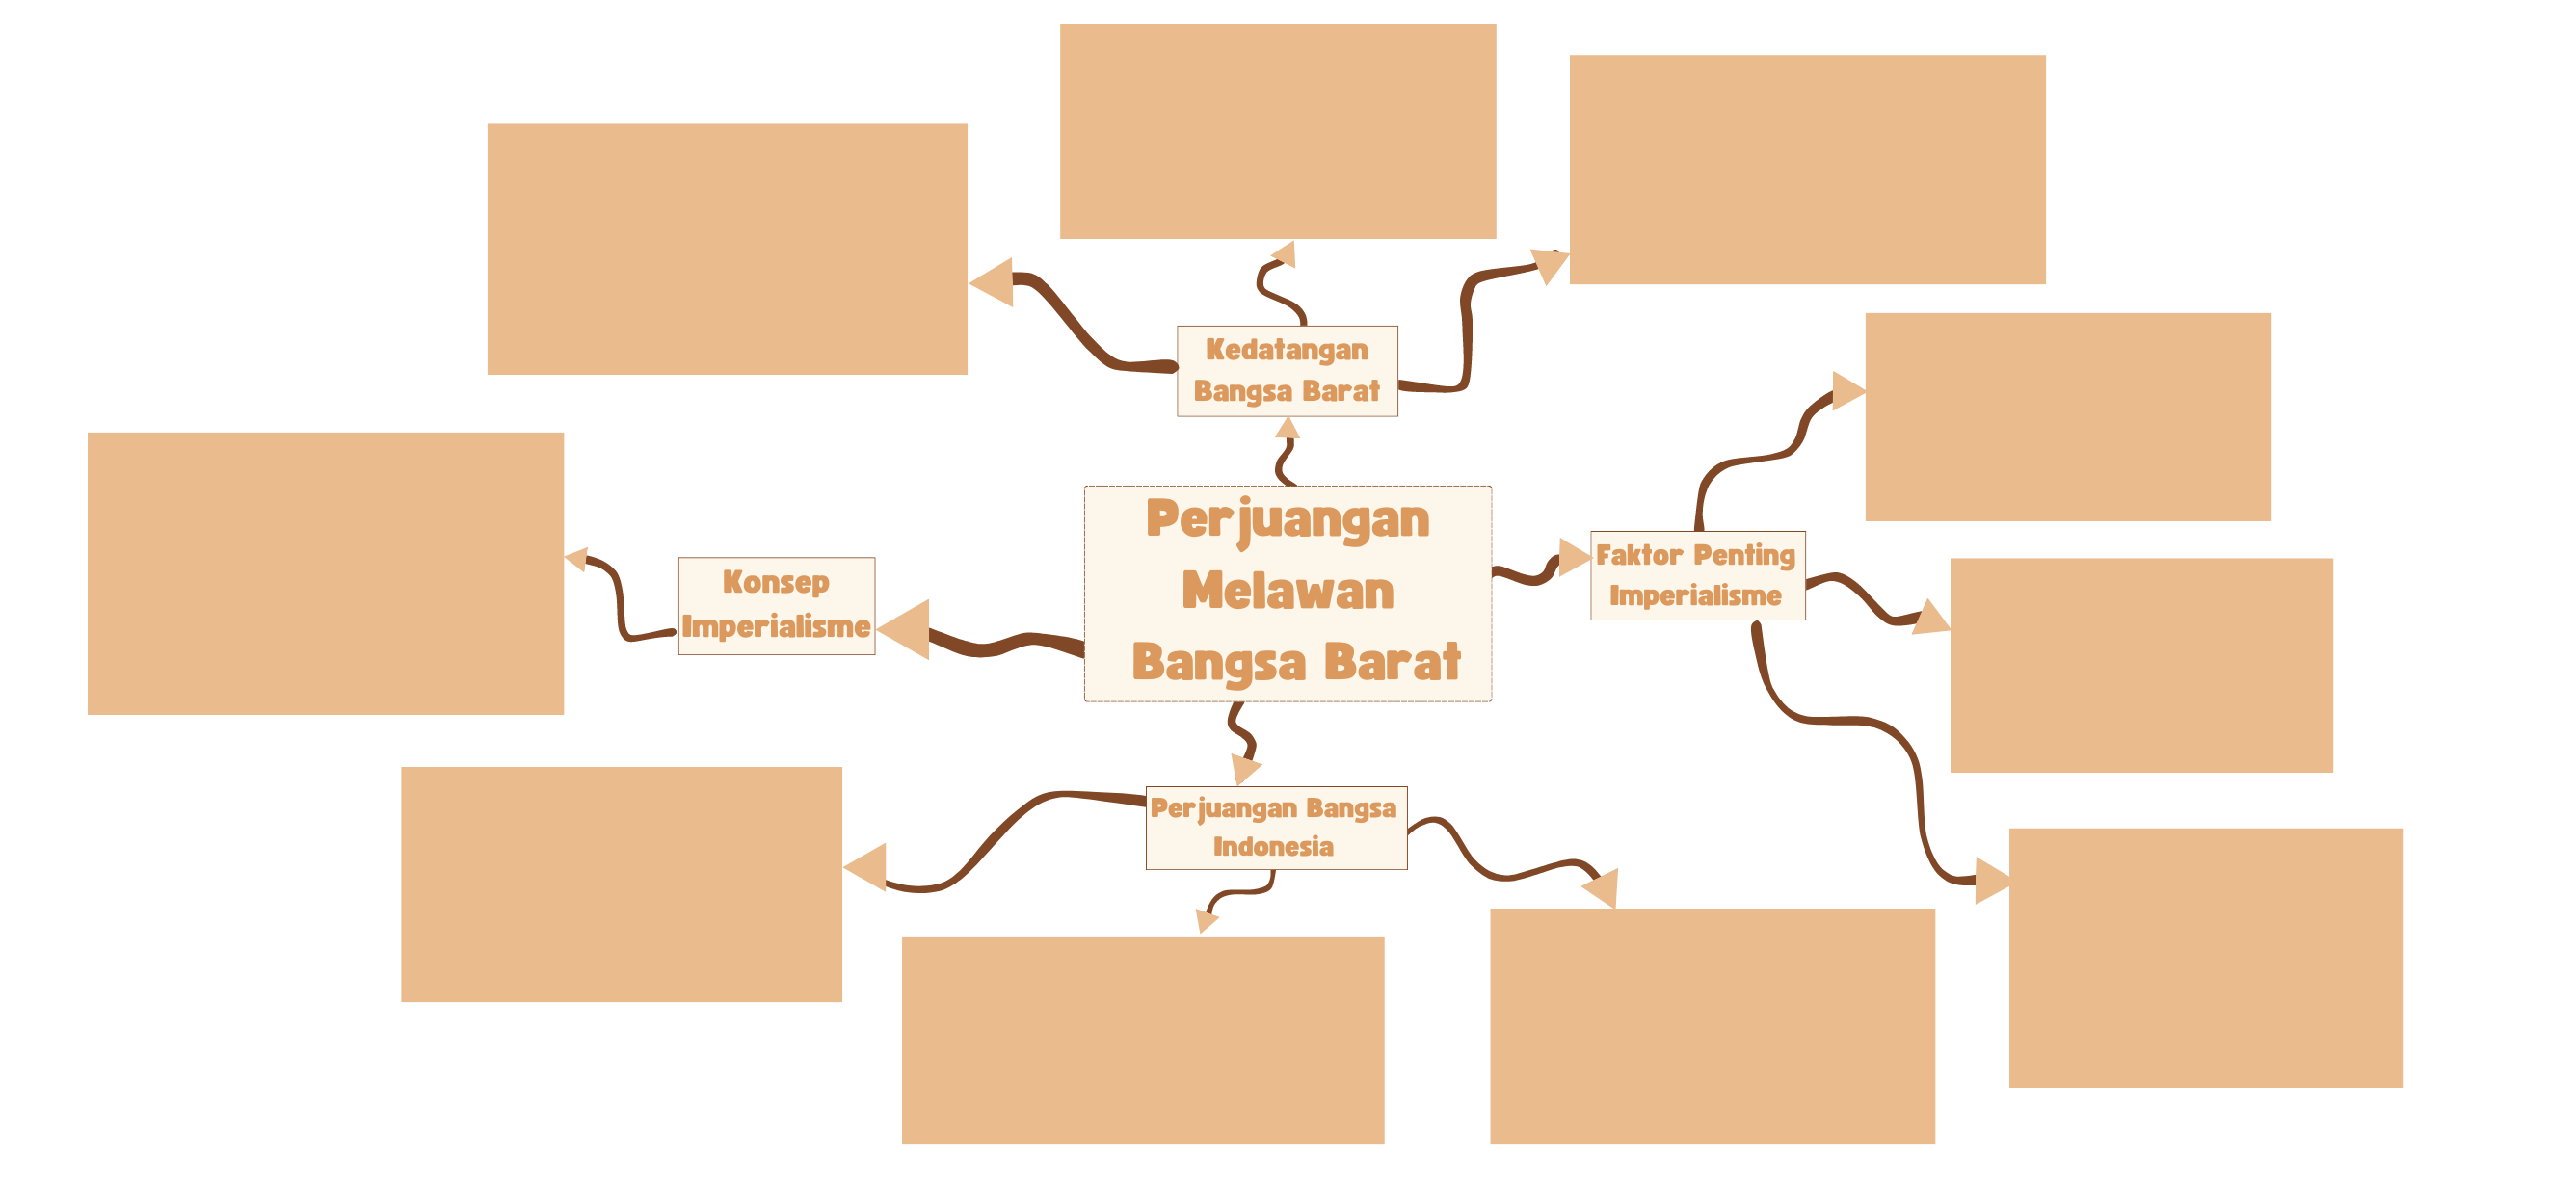 Kedatangan
Bangsa Barat
Perjuangan
Melawan
Bangsa Barat
Faktor Penting
Imperialisme
Konsep
Imperialisme
Perjuangan Bangsa
Indonesia